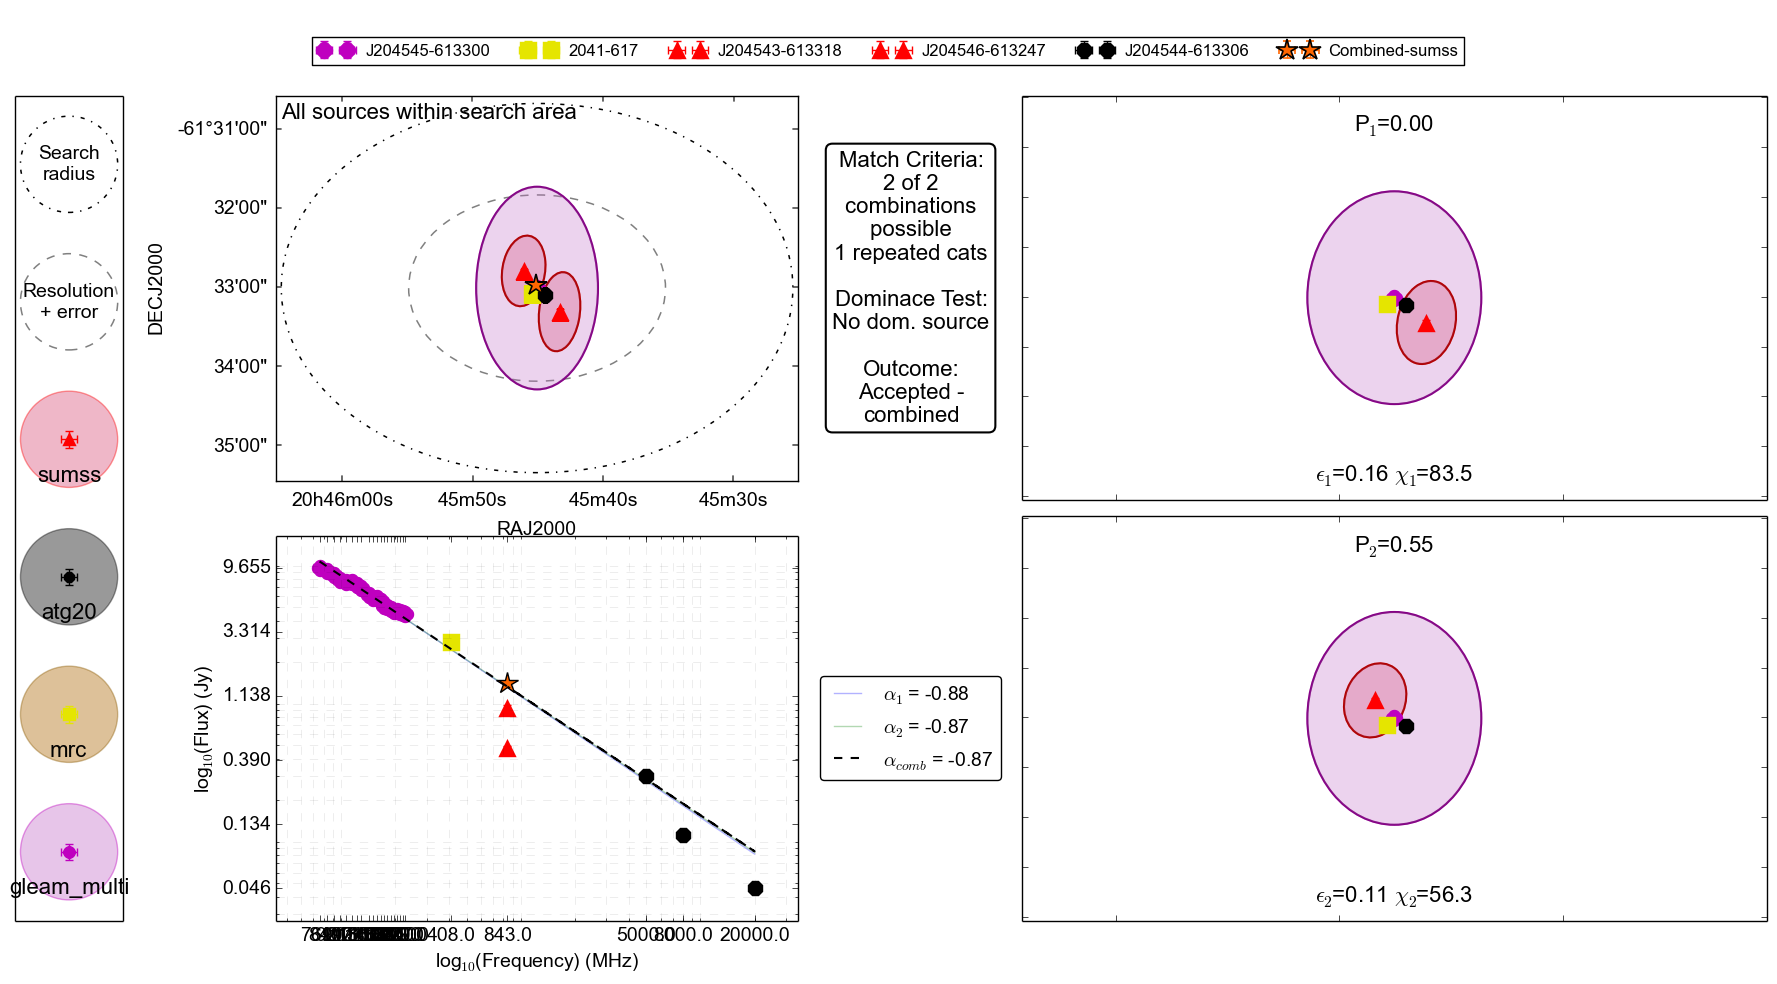 J204545-613300
2041-617
J204543-613318
J204546-613247
J204544-613306
Combined-sumss
Search
radius
Resolution
+ error
sumss
atg20
mrc
gleam_multi
All sources within search area
DECJ2000
-61°31'00"
32'00"
33'00"
34'00"
35'00"
20h46m00s
45m50s
45m40s
45m30s
RAJ2000
Match Criteria:
2 of 2
combinations
possible
1 repeated cats
Dominace Test:
No dom. source
Outcome:
Accepted -
combined
P1=0.00
ϵ1=0.16 χ1=83.5
P2=0.55
ϵ2=0.11 χ2=56.3
log10(Flux) (Jy)
9.655
3.314
1.138
0.390
0.134
0.046
408.0
843.0
5000.0
8000.0
20000.0
log10(Frequency) (MHz)
α1 = -0.88
α2 = -0.87
αcomb = -0.87